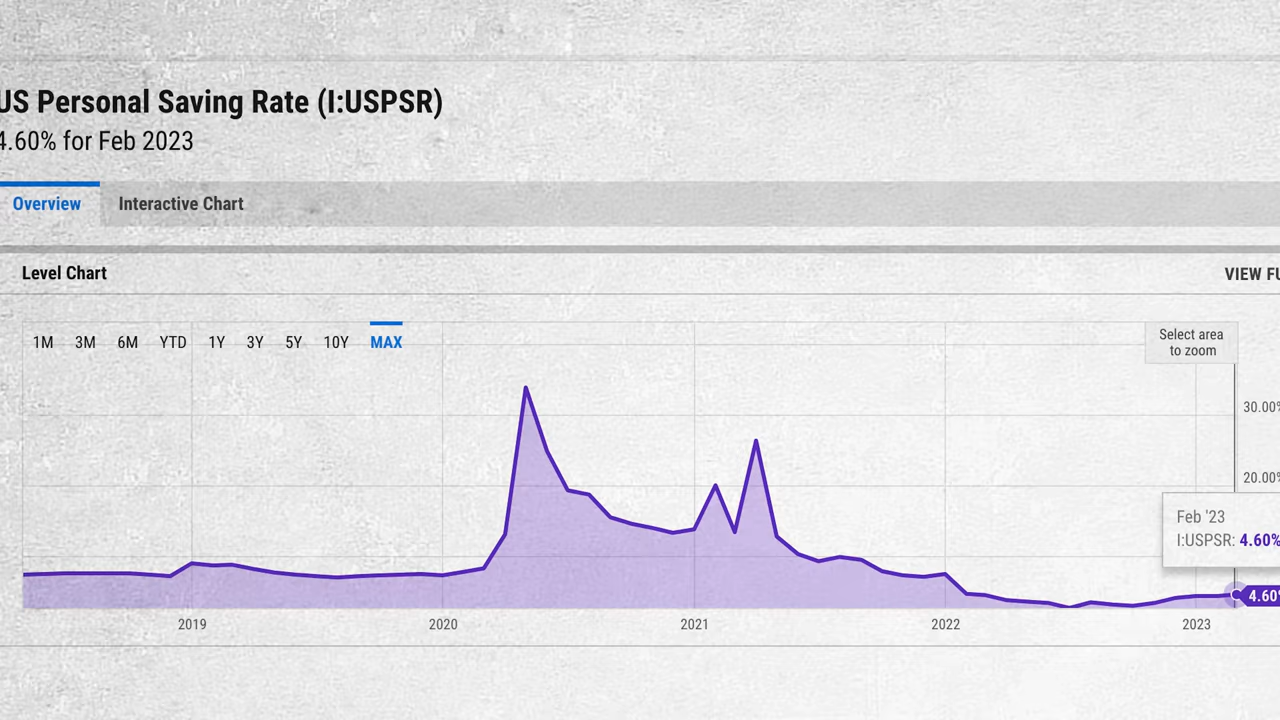 US Personal Saving Rate (I:USPSR)
4.60% for Feb 2023
Overview Interactive Chart
Level Chart VIEW FU
1M 3M 6M YTD 1Y 3Y 5Y 10Y MAX
Select area
to zoom
30.00%
20.00%
Feb '23
I:USPSR: 4.60%
4.60%
2019 2020 2021 2022 2023